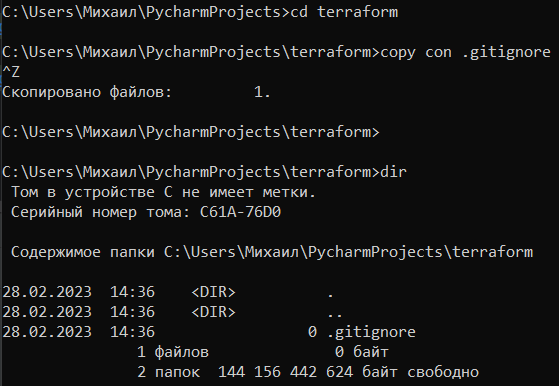 C:\Users\Михаил\PycharmProjects>cd terraform
C:\Users\Михаил\PycharmProjects\terraform>copy con .gitignore
^Z
Скопировано файлов:         1.
C:\Users\Михаил\PycharmProjects\terraform>
C:\Users\Михаил\PycharmProjects\terraform>dir
Том в устройстве C не имеет метки.
Серийный номер тома: C61A-76D0
Содержимое папки C:\Users\Михаил\PycharmProjects\terraform
28.02.2023  14:36    <DIR>          .
28.02.2023  14:36    <DIR>          ..
28.02.2023  14:36                 0 .gitignore
1 файлов              0 байт
2 папок  144 156 442 624 байт свободно